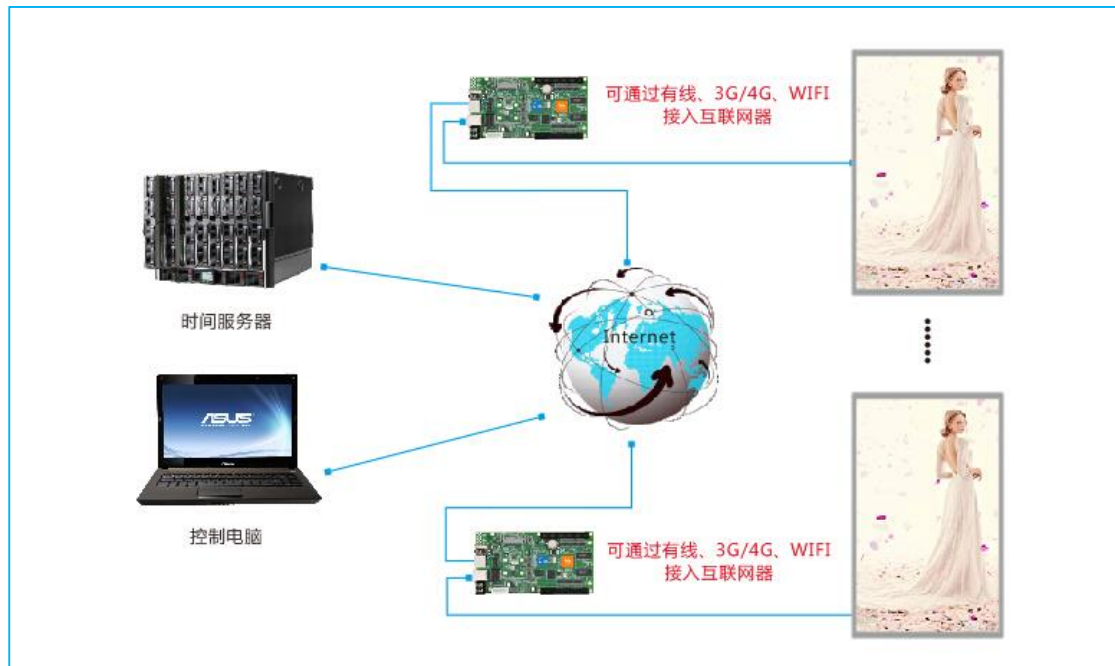 可通过有线、3G/4G、WIFI
接入互联网器
时间服务器
Internet
ASUS
控制电脑
可通过有线、3G/4G、WIFI
接入互联网器